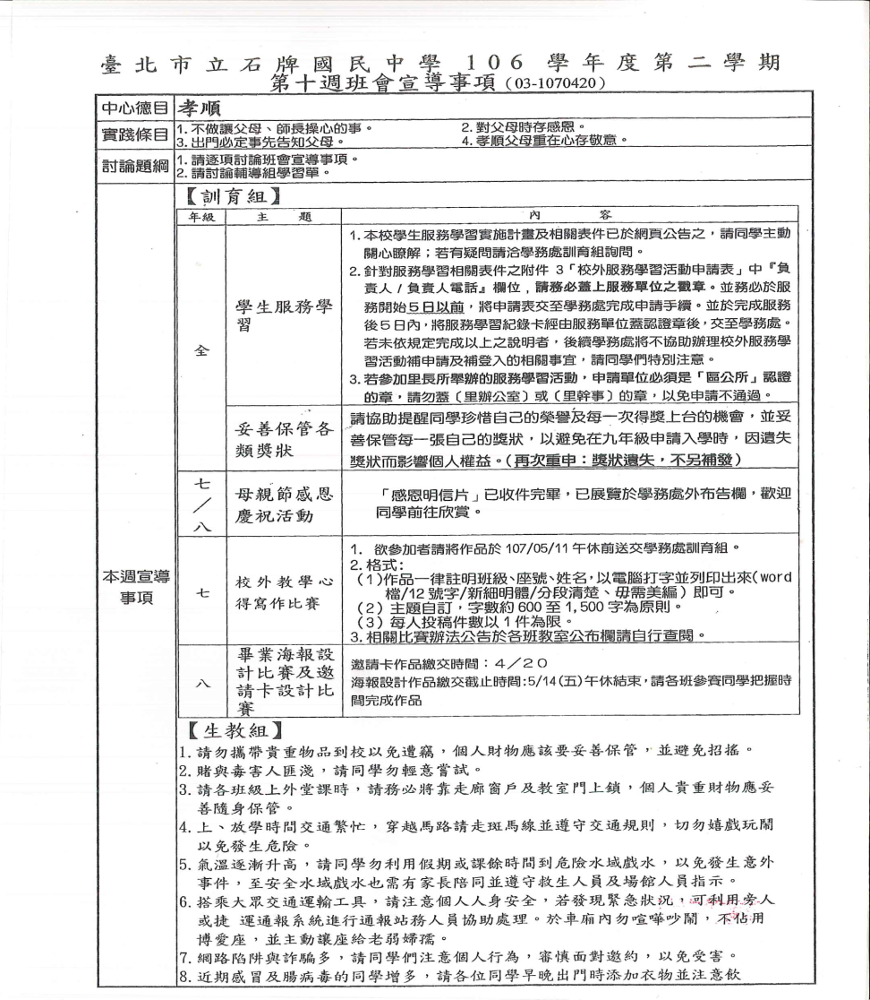 臺北市立石牌國民中學 106 學年度第二學期
第十週班會宣導事項(03-1070420)
中心德目 孝順
實踐條目 1.不做讓父母、師長操心的事。 2.對父母時存感恩。
3.出門必定事先告知父母。 4.孝順父母重在心存敬意。
討論題綱 1.請逐項討論班會宣導事項。
2.請討論輔導組學習單。
本週宣導
事項
【訓育組】
年級 主 題 內 容
全
學生服務學
習
1.本校學生服務學習實施計畫及相關表件已於網頁公告之，請同學主動
關心瞭解；若有疑問請洽學務處訓育組詢問。
2.針對服務學習相關表件之附件 3「校外服務學習活動申請表」中『負
責人/負責人電話』欄位，請務必蓋上服務單位之戳章。並務必於服
務開始5日以前，將申請表交至學務處完成申請手續。並於完成服務
後5日內，將服務學習紀錄卡經由服務單位蓋認證章後，交至學務處。
若未依規定完成以上之說明者，後續學務處將不協助辦理校外服務學
習活動補申請及補登入的相關事宜，請同學們特別注意。
3.若參加里長所舉辦的服務學習活動，申請單位必須是「區公所」認證
的章，請勿蓋（里辦公室）或（里幹事）的章，以免申請不通過。
妥善保管各
類獎狀
請協助提醒同學珍惜自己的榮譽及每一次得獎上台的機會，並妥
善保管每一張自己的獎狀，以避免在九年級申請入學時，因遺失
獎狀而影響個人權益。(再次重申：獎狀遺失，不另補發)
七
／
八
母親節感恩
慶祝活動
「感恩明信片」已收件完畢，已展覽於學務處外布告欄，歡迎
同學前往欣賞。
七
校外教學心
得寫作比賽
1. 欲參加者請將作品於 107/05/11 午休前送交學務處訓育組。
2.格式:
(1)作品一律註明班級、座號、姓名，以電腦打字並列印出來(word
檔/12 號字/新細明體/分段清楚、毋需美編）即可。
(2) 主題自訂，字數約 600 至 1,500 字為原則。
(3) 每人投稿件數以 1 件為限。
3.相關比賽辦法公告於各班教室公布欄請自行查閱。
八
畢業海報設
計比賽及邀
請卡設計比
賽
邀請卡作品繳交時間：4／20
海報設計作品繳交截止時間:5/14(五)午休結束，請各班參賽同學把握時
間完成作品
【生教組】
1.請勿攜帶貴重物品到校以免遭竊，個人財物應該要妥善保管，並避免招搖。
2.賭與毒害人匪淺，請同學勿輕意嘗試。
3.請各班級上外堂課時，請務必將靠走廊窗戶及教室門上鎖，個人貴重財物應妥
善隨身保管。
4.上、放學時間交通繁忙，穿越馬路請走斑馬線並遵守交通規則，切勿嬉戲玩鬧
以免發生危險。
5.氣溫逐漸升高，請同學勿利用假期或課餘時間到危險水域戲水，以免發生意外
事件，至安全水域戲水也需有家長陪同並遵守救生人員及場館人員指示。
6.搭乘大眾交通運輸工具，請注意個人人身安全，若發現緊急狀況，可利用旁人
或捷 運通報系統進行通報站務人員協助處理。於車廂內勿喧嘩吵鬧，不佔用
博愛座，並主動讓座給老弱婦孺。
7.網路陷阱與詐騙多，請同學們注意個人行為，審慎面對邀約，以免受害。
8.近期感冒及腸病毒的同學增多，請各位同學早晚出門時添加衣物並注意飲